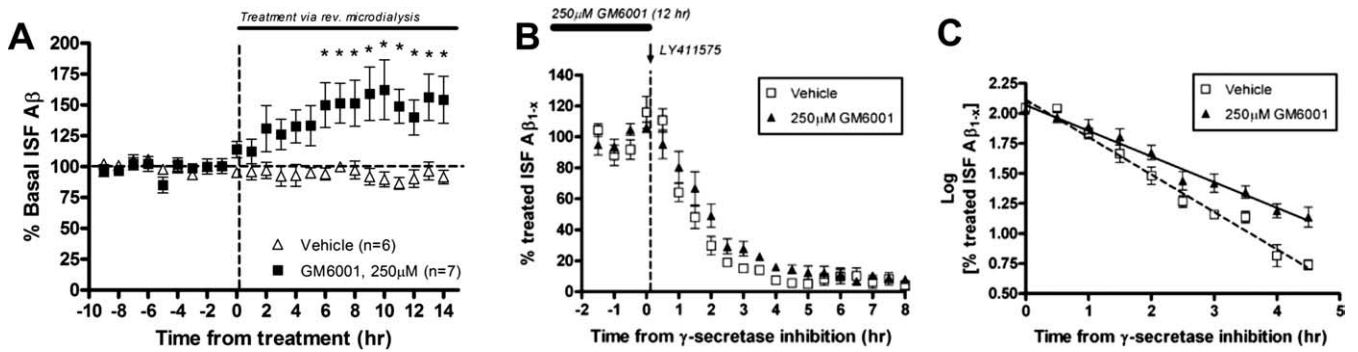 A
Treatment via rev. microdialysis
% Basal ISF Aβ
200
175
150
125
100
75
50
25
0
* * * * * * * * *
Vehicle (n=6)
GM6001, 250μM (n=7)
-10 -8 -6 -4 -2 0 2 4 6 8 10 12 14
Time from treatment (hr)
250μM GM6001 (12 hr)
B
LY411575
% treated ISF Aβ1-x
140
120
100
80
60
40
20
0
Vehicle
250μM GM6001
-2 -1 0 1 2 3 4 5 6 7 8
Time from γ-secretase inhibition (hr)
C
Log
[% treated ISF Aβ1-x]
2.25
2.00
1.75
1.50
1.25
1.00
0.75
0.50
Vehicle
250μM GM6001
0 1 2 3 4 5
Time from γ-secretase inhibition (hr)